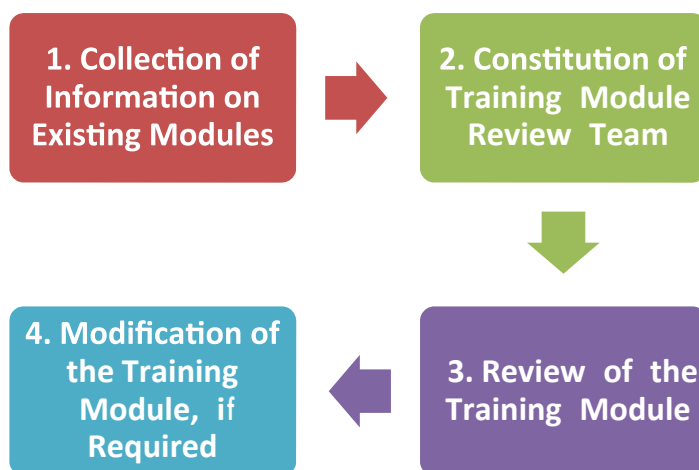 1. Collection of
Information on
Existing Modules
2. Constitution of
Training Module
Review Team
3. Review of the
Training Module
4. Modification of
the Training
Module, if
Required